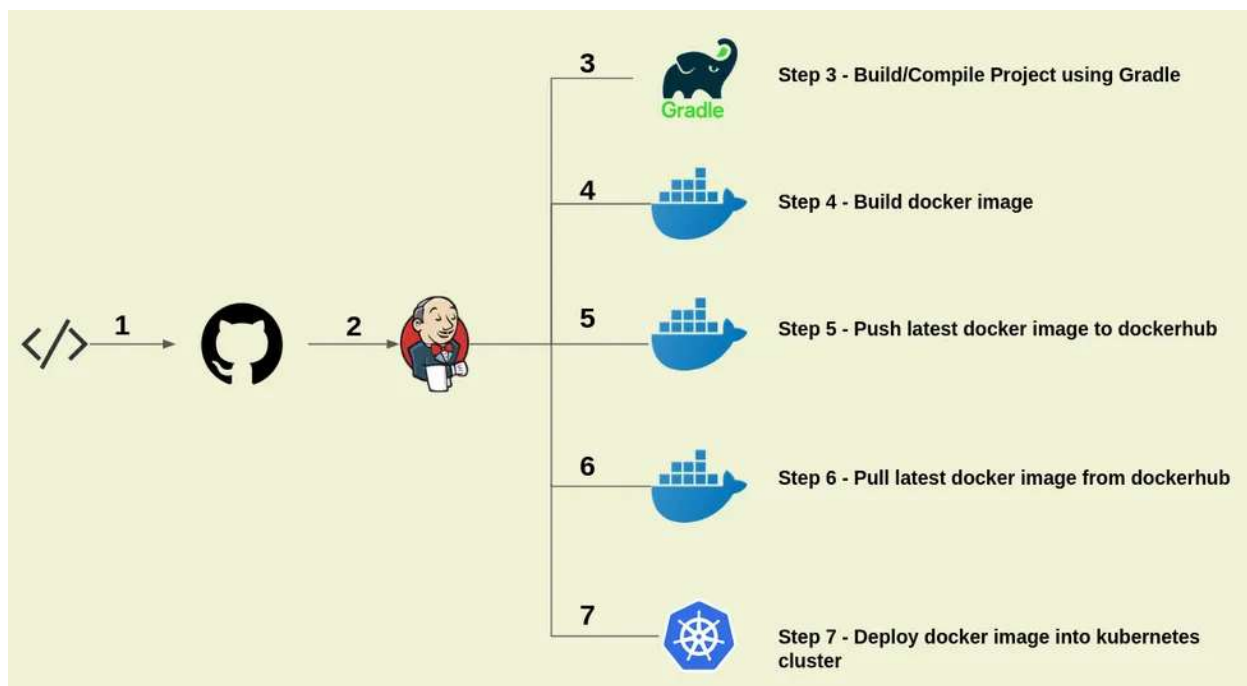 3
Gradle
Step 3 - Build/Compile Project using Gradle
4
Step 4 - Build docker image
1
2
5
Step 5 - Push latest docker image to dockerhub
6
Step 6 - Pull latest docker image from dockerhub
7
Step 7 - Deploy docker image into kubernetes
cluster